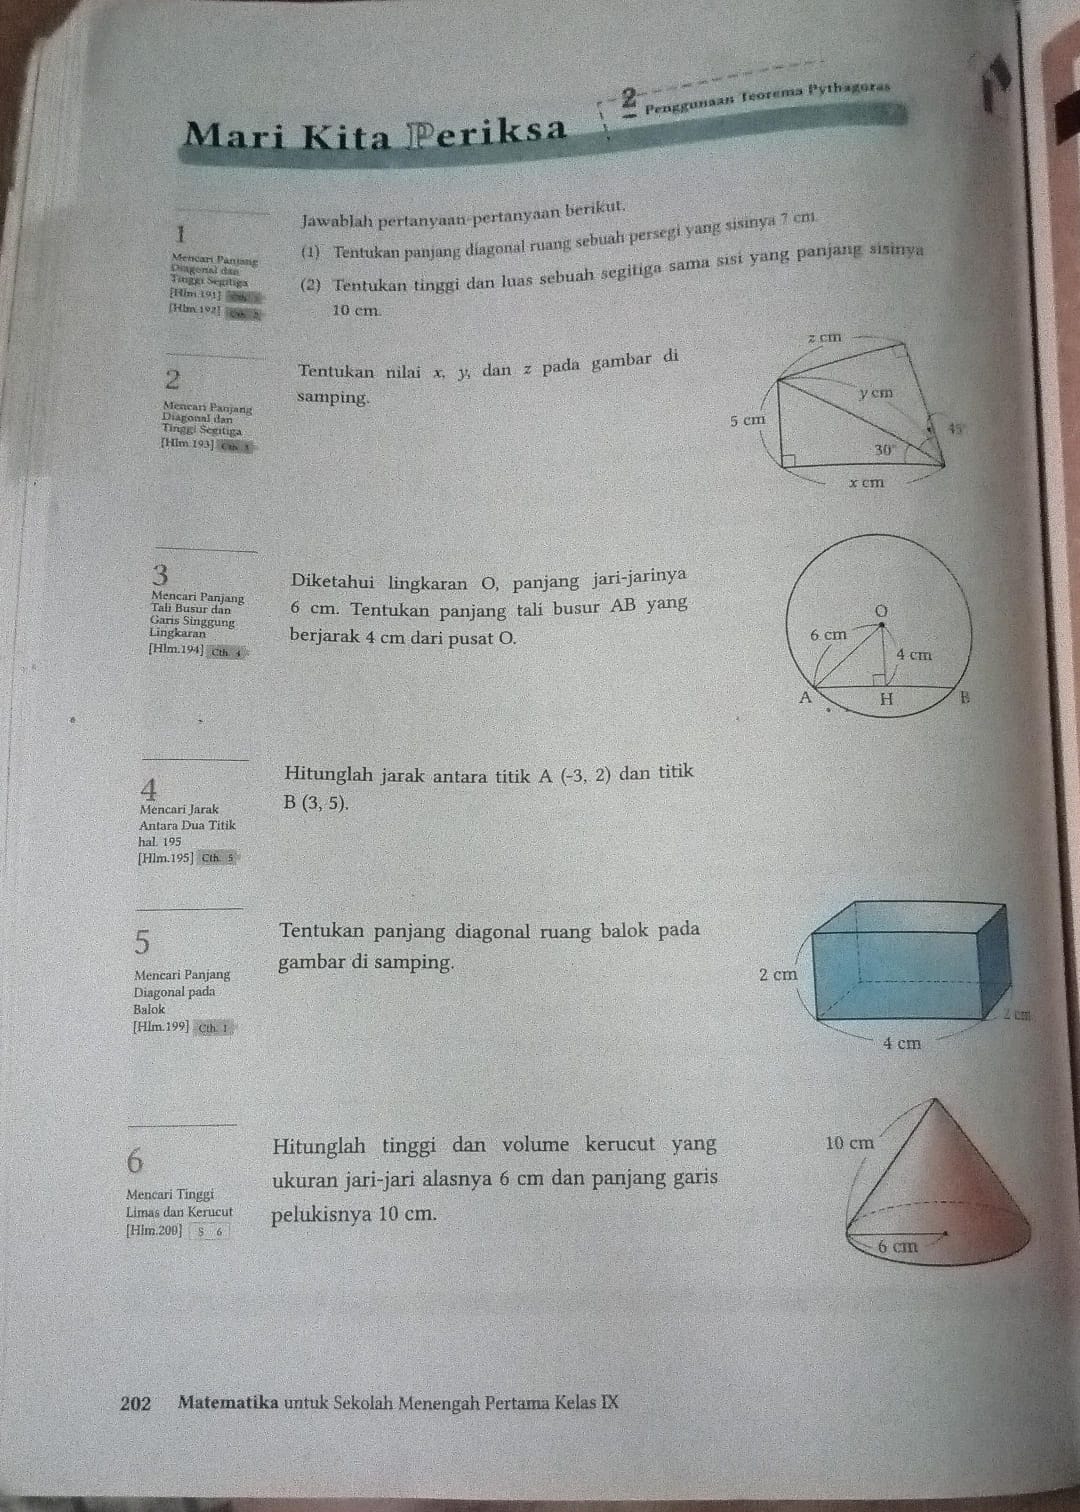 2 Penggunaan Teorema Pythagoras
Mari Kita Periksa
1
Mencari Panjang
Diagonal dan
Tinggi Segitiga
[Hlm 191]
[Hlm 192]
Jawablah pertanyaan-pertanyaan berikut.
(1) Tentukan panjang diagonal ruang sebuah persegi yang sisinya 7 cm.
(2) Tentukan tinggi dan luas sebuah segitiga sama sisi yang panjang sisinya
10 cm.
2
Mencari Panjang
Diagonal dan
Tinggi Segitiga
[Hlm 193]
Tentukan nilai x, y, dan z pada gambar di
samping.
z cm
y cm
5 cm
45°
30°
x cm
3
Mencari Panjang
Tali Busur dan
Garis Singgung
Lingkaran
[Hlm.194] Cth. 4
Diketahui lingkaran O, panjang jari-jarinya
6 cm. Tentukan panjang tali busur AB yang
berjarak 4 cm dari pusat O.
O
6 cm
4 cm
A H B
4
Mencari Jarak
Antara Dua Titik
hal. 195
[Hlm.195] Cth. 5
Hitunglah jarak antara titik A (-3, 2) dan titik
B (3, 5).
5
Mencari Panjang
Diagonal pada
Balok
[Hlm.199] Cth. 1
Tentukan panjang diagonal ruang balok pada
gambar di samping.
2 cm
2 cm
4 cm
6
Mencari Tinggi
Limas dan Kerucut
[Hlm.200] S 6
Hitunglah tinggi dan volume kerucut yang
ukuran jari-jari alasnya 6 cm dan panjang garis
pelukisnya 10 cm.
10 cm
6 cm
202 Matematika untuk Sekolah Menengah Pertama Kelas IX